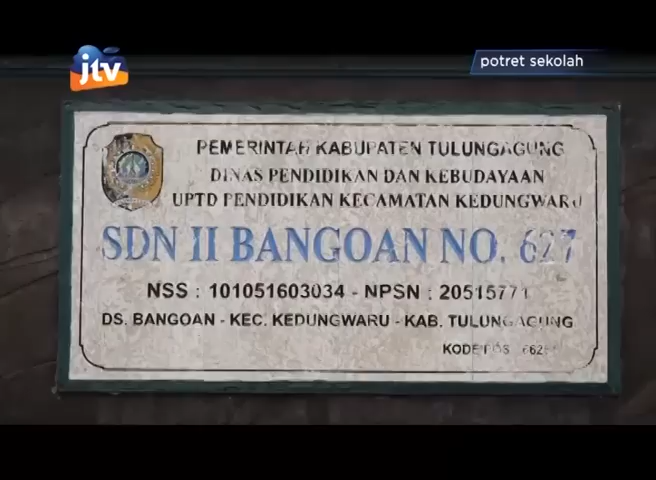 jtv
potret sekolah
PEMERINTAH KABUPATEN TULUNGAGUNG
DINAS PENDIDIKAN DAN KEBUDAYAAN
UPTD PENDIDIKAN KECAMATAN KEDUNGWARU
SDN II BANGOAN NO. 627
NSS : 101051603034 - NPSN : 20515771
DS. BANGOAN - KEC. KEDUNGWARU - KAB. TULUNGAGUNG
KODE POS